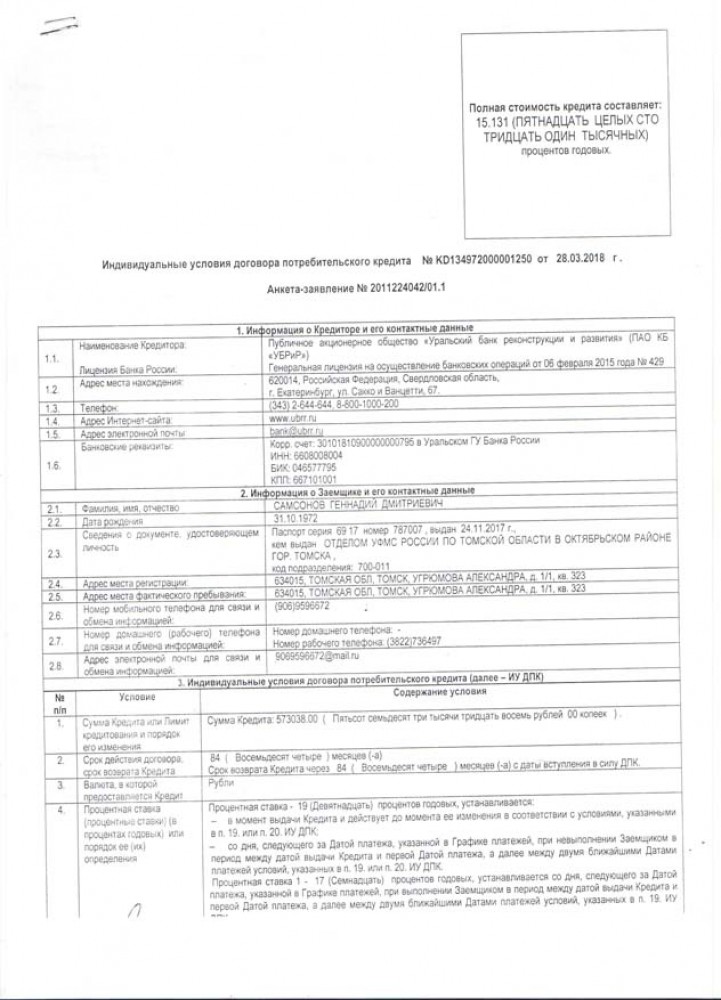 Полная стоимость кредита составляет:
15.131 (ПЯТНАДЦАТЬ ЦЕЛЫХ СТО
ТРИДЦАТЬ ОДИН ТЫСЯЧНЫХ)
процентов годовых.
Индивидуальные условия договора потребительского кредита № KD134972000001250 от 28.03.2018 г.
Анкета-заявление № 2011224042/01.1
1. Информация о Кредиторе и его контактные данные
1.1. Наименование Кредитора: Публичное акционерное общество «Уральский банк реконструкции и развития» (ПАО КБ
«УБРиР»)
Лицензия Банка России: Генеральная лицензия на осуществление банковских операций от 06 февраля 2015 года № 429
1.2. Адрес места нахождения: 620014, Российская Федерация, Свердловская область,
г. Екатеринбург, ул. Сакко и Ванцетти, 67.
1.3. Телефон: (343) 2-644-644, 8-800-1000-200
1.4. Адрес Интернет-сайта: www.ubrr.ru
1.5. Адрес электронной почты bank@ubrr.ru
1.6. Банковские реквизиты: Корр. счет: 30101810900000000795 в Уральском ГУ Банка России
ИНН: 6608008004
БИК: 046577795
КПП: 667101001
2. Информация о Заемщике и его контактные данные
2.1. Фамилия, имя, отчество САМСОНОВ ГЕННАДИЙ ДМИТРИЕВИЧ
2.2. Дата рождения 31.10.1972
2.3. Сведения о документе, удостоверяющем Паспорт серия 69 17 номер 787007 , выдан 24.11.2017 г.,
личность кем выдан ОТДЕЛОМ УФМС РОССИИ ПО ТОМСКОЙ ОБЛАСТИ В ОКТЯБРЬСКОМ РАЙОНЕ
ГОР. ТОМСКА ,
код подразделения: 700-011
2.4. Адрес места регистрации: 634015, ТОМСКАЯ ОБЛ, ТОМСК, УГРЮМОВА АЛЕКСАНДРА, д. 1/1, кв. 323
2.5. Адрес места фактического пребывания: 634015, ТОМСКАЯ ОБЛ, ТОМСК, УГРЮМОВА АЛЕКСАНДРА, д. 1/1, кв. 323
2.6. Номер мобильного телефона для связи и (906)9596672
обмена информацией:
2.7. Номер домашнего (рабочего) телефона Номер домашнего телефона: -
для связи и обмена информацией: Номер рабочего телефона: (3822)736497
2.8. Адрес электронной почты для связи и 9069596672@mail.ru
обмена информацией:
3. Индивидуальные условия договора потребительского кредита (далее – ИУ ДПК)
№ Условие Содержание условия
п/п
1. Сумма Кредита или Лимит Сумма Кредита: 573038.00 ( Пятьсот семьдесят три тысячи тридцать восемь рублей 00 копеек ) .
кредитования и порядок
его изменения
2. Срок действия договора, 84 ( Восемьдесят четыре ) месяцев (-а)
срок возврата Кредита Срок возврата Кредита через 84 ( Восемьдесят четыре ) месяцев (-а) с даты вступления в силу ДПК.
3. Валюта, в которой Рубли
предоставляется Кредит
4. Процентная ставка Процентная ставка - 19 (Девятнадцать) процентов годовых, устанавливается:
(процентные ставки) (в – в момент выдачи Кредита и действует до момента ее изменения в соответствии с условиями, указанными
процентах годовых) или в п. 19. или п. 20. ИУ ДПК;
порядок ее (их) – со дня, следующего за Датой платежа, указанной в Графике платежей, при невыполнении Заемщиком в
определения период между датой выдачи Кредита и первой Датой платежа, а далее между двумя ближайшими Датами
платежей условий, указанных в п. 19. или п. 20. ИУ ДПК.
Процентная ставка 1 - 17 (Семнадцать) процентов годовых, устанавливается со дня, следующего за Датой
платежа, указанной в Графике платежей, при выполнении Заемщиком в период между датой выдачи Кредита и
первой Датой платежа, а далее между двумя ближайшими Датами платежей условий, указанных в п. 19. ИУ